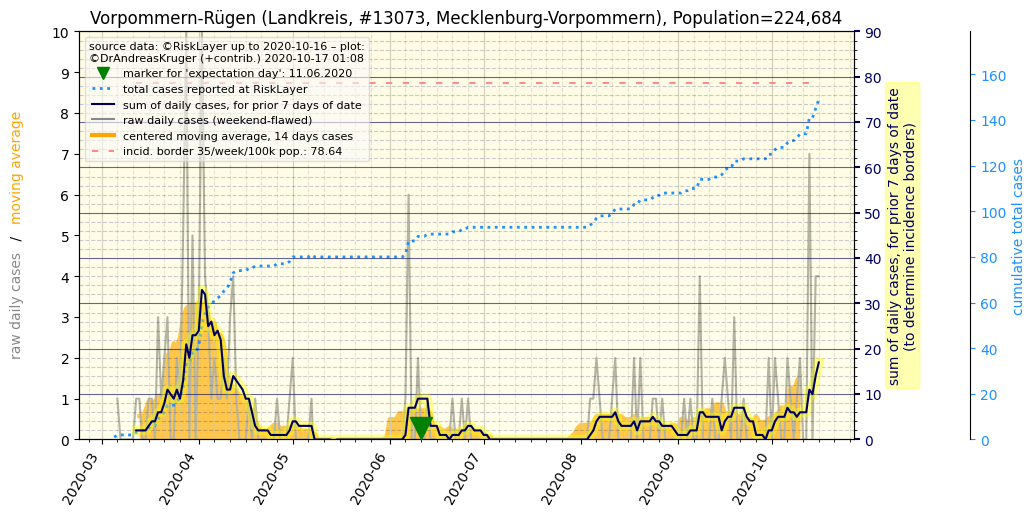 Vorpommern-Rügen (Landkreis, #13073, Mecklenburg-Vorpommern), Population=224,684
source data: ©RiskLayer up to 2020-10-16 – plot:
©DrAndreasKruger (+contrib.) 2020-10-17 01:08
marker for 'expectation day': 11.06.2020
total cases reported at RiskLayer
sum of daily cases, for prior 7 days of date
raw daily cases (weekend-flawed)
centered moving average, 14 days cases
incid. border 35/week/100k pop.: 78.64
raw daily cases / moving average
10
9
8
7
6
5
4
3
2
1
0
2020-03
2020-04
2020-05
2020-06
2020-07
2020-08
2020-09
2020-10
90
80
70
60
50
40
30
20
10
0
sum of daily cases, for prior 7 days of date
(to determine incidence borders)
160
140
120
100
80
60
40
20
0
cumulative total cases